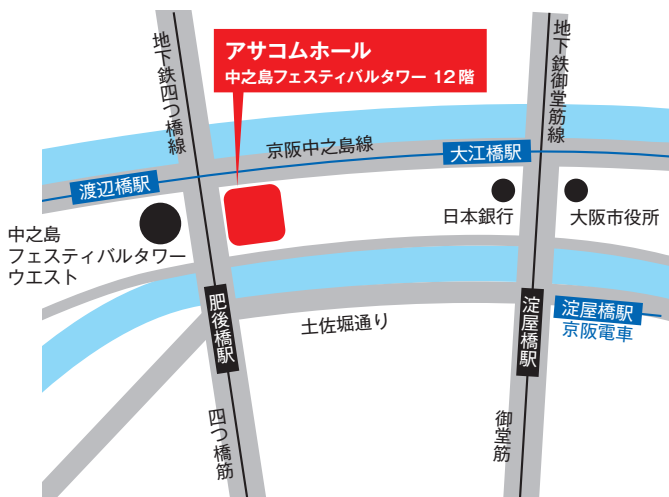 アサコムホール
中之島フェスティバルタワー 12階
地下鉄四つ橋線
地下鉄御堂筋線
京阪中之島線
大江橋駅
渡辺橋駅
日本銀行
大阪市役所
中之島
フェスティバルタワー
ウエスト
肥後橋駅
土佐堀通り
淀屋橋駅
淀屋橋駅
京阪電車
四つ橋筋
御堂筋